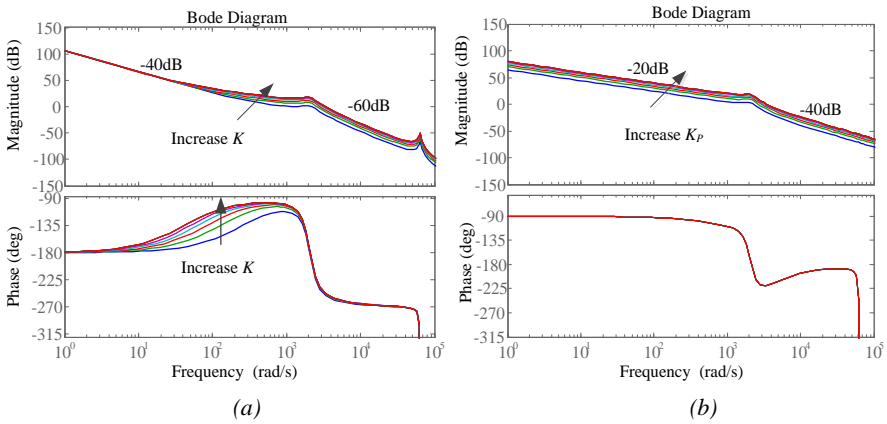 Bode Diagram
Magnitude (dB)
150
100
50
0
-50
-100
150
-40dB
-60dB
Increase K
Phase (deg)
-90
-135
-180
-225
-270
-315
Increase K
10^0 10^1 10^2 10^3 10^4 10^5
Frequency (rad/s)
(a)
Bode Diagram
Magnitude (dB)
150
100
50
0
-50
-100
150
-20dB
-40dB
Increase K_P
Phase (deg)
-90
-135
-180
-225
-270
-315
10^0 10^1 10^2 10^3 10^4 10^5
Frequency (rad/s)
(b)